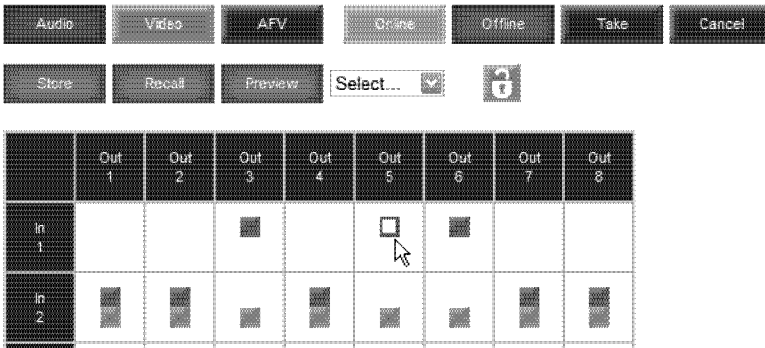 Audio Video AFV Online Offline Take Cancel
Store Recall Preview Select...
Out 1 Out 2 Out 3 Out 4 Out 5 Out 6 Out 7 Out 8
In 1
In 2